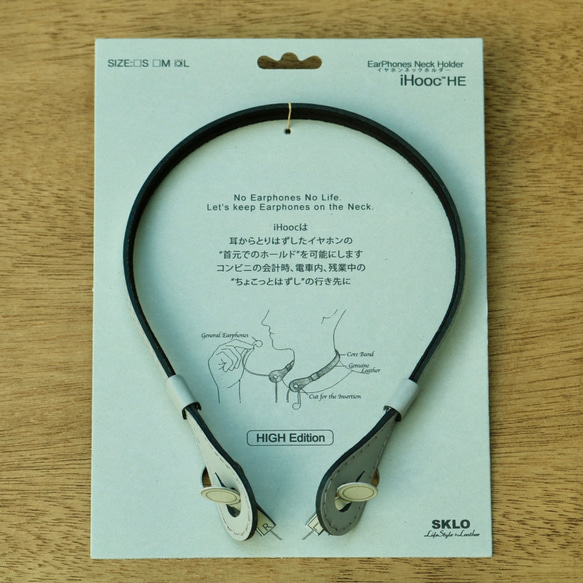 SIZE:□S □M ☒L
EarPhones Neck Holder
イヤホンネックホルダー
iHooc™HE
No Earphones No Life.
Let's keep Earphones on the Neck.
iHoocは
耳からとりはずしたイヤホンの
"首元でのホールド"を可能にします
コンビニの会計時、電車内、残業中の
"ちょこっとはずし"の行き先に
General Earphones
Core Band
Genuine
Leather
Cut for the Insertion
HIGH Edition
R
SKLO
LifeStyle n Leather